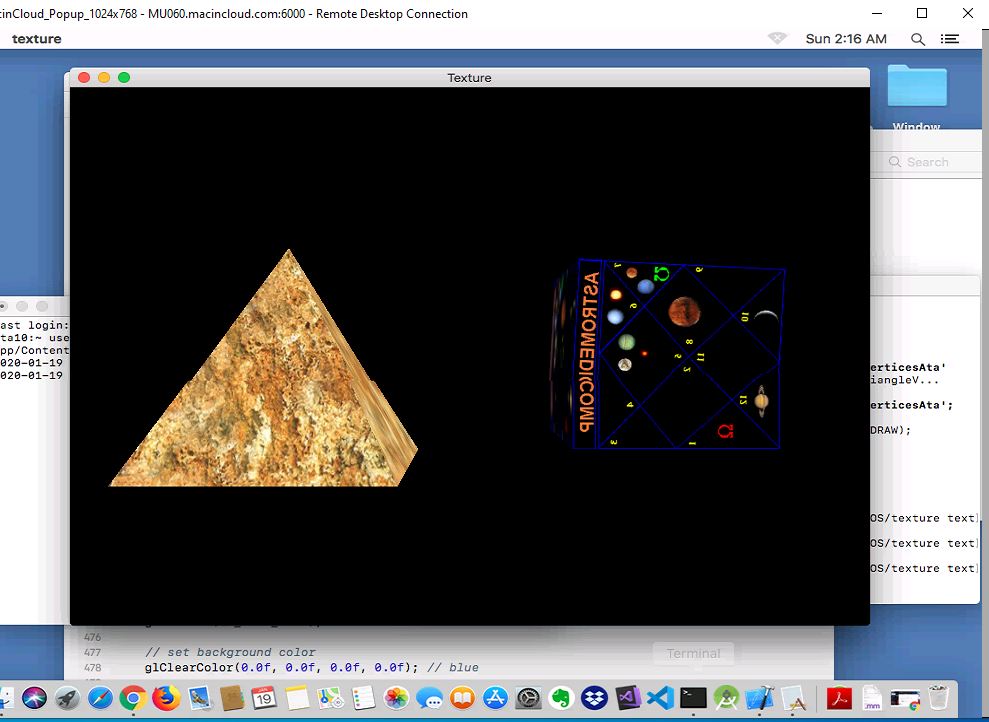 cinCloud_Popup_1024x768 - MU060.macincloud.com:6000 - Remote Desktop Connection
texture
Sun 2:16 AM
Texture
Window
Search
ast login:
ta10:~ use
pp/Content
020-01-19
020-01-19
ASTROMEDICOMP
1
2
3
4
5
6
7
8
9
10
11
12
Ω
Ω
erticesAta'
iangleV...
erticesAta';
DRAW);
OS/texture text
OS/texture text
OS/texture text
476
477 // set background color
478 glClearColor(0.0f, 0.0f, 0.0f, 0.0f); // blue
Terminal
JAN
19
.mm